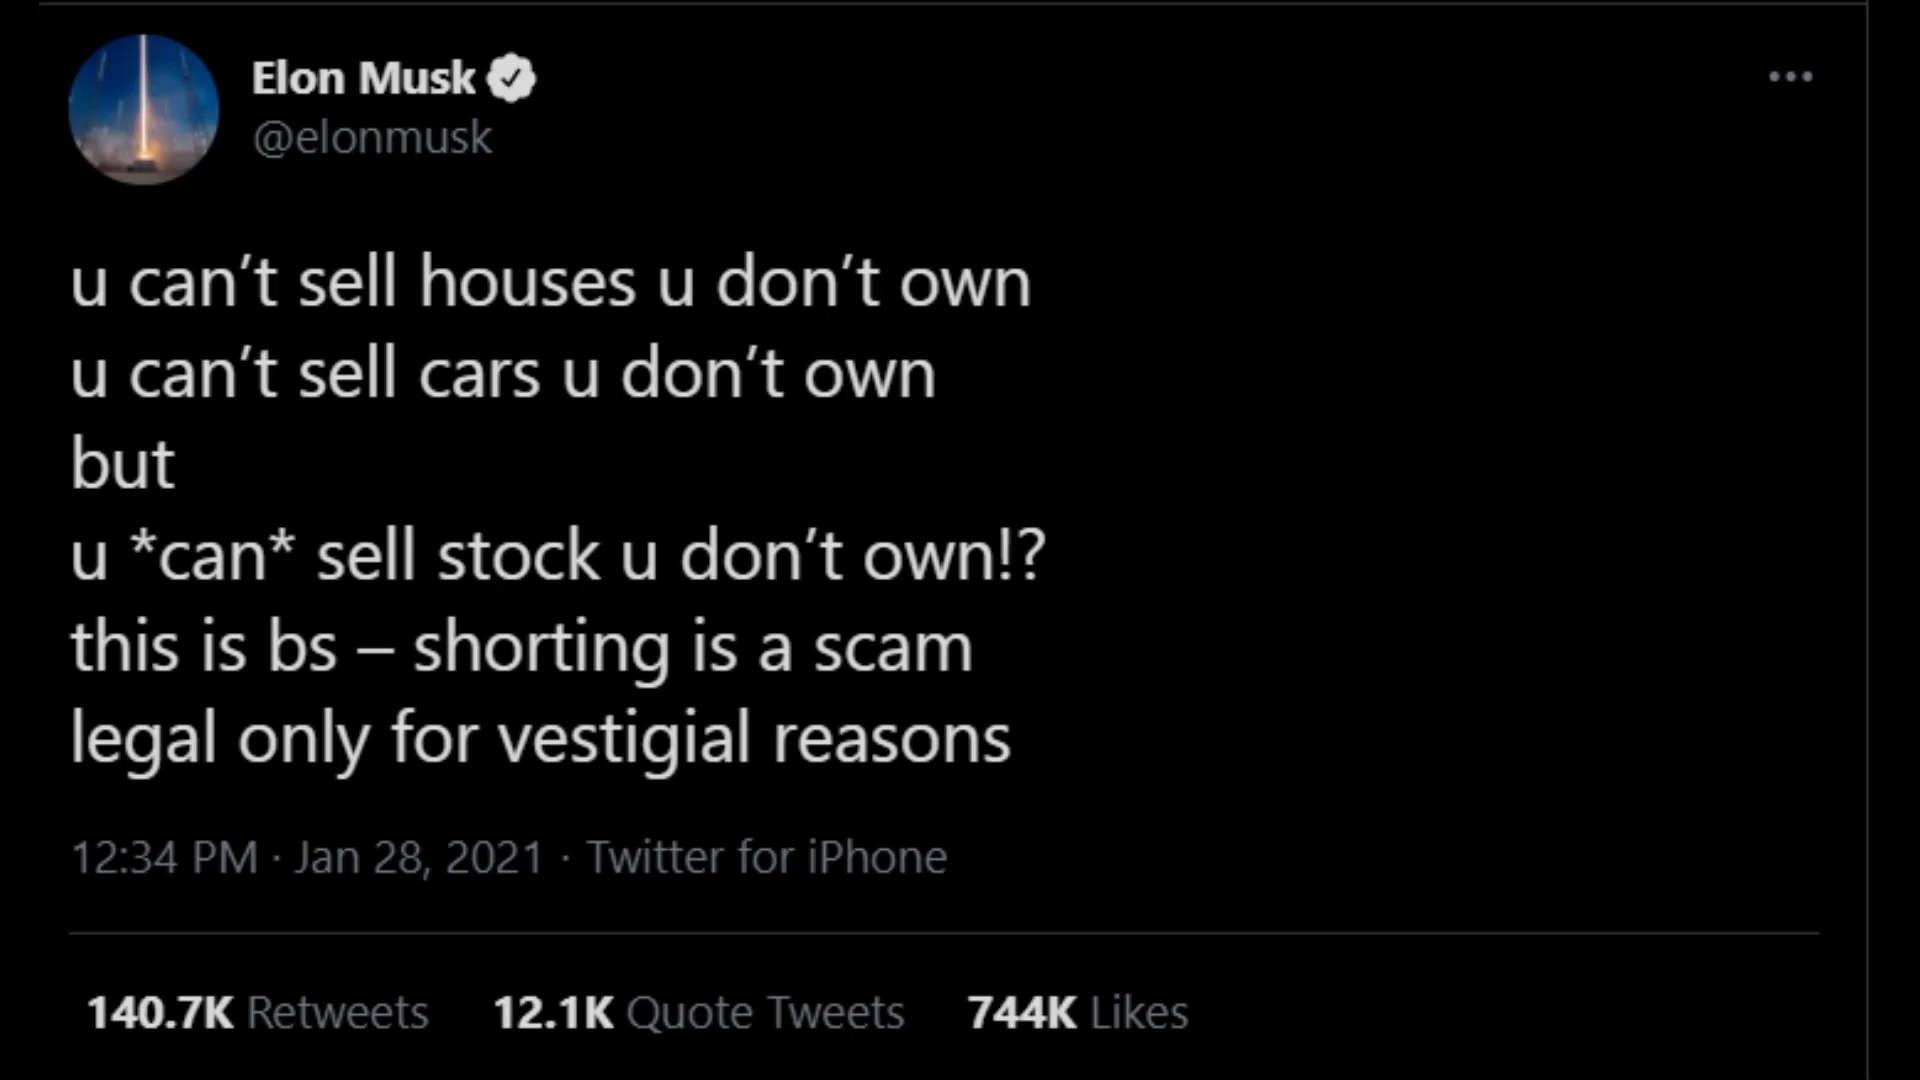 Elon Musk
@elonmusk
u can’t sell houses u don’t own
u can’t sell cars u don’t own
but
u *can* sell stock u don’t own!?
this is bs – shorting is a scam
legal only for vestigial reasons
12:34 PM · Jan 28, 2021 · Twitter for iPhone
140.7K Retweets 12.1K Quote Tweets 744K Likes